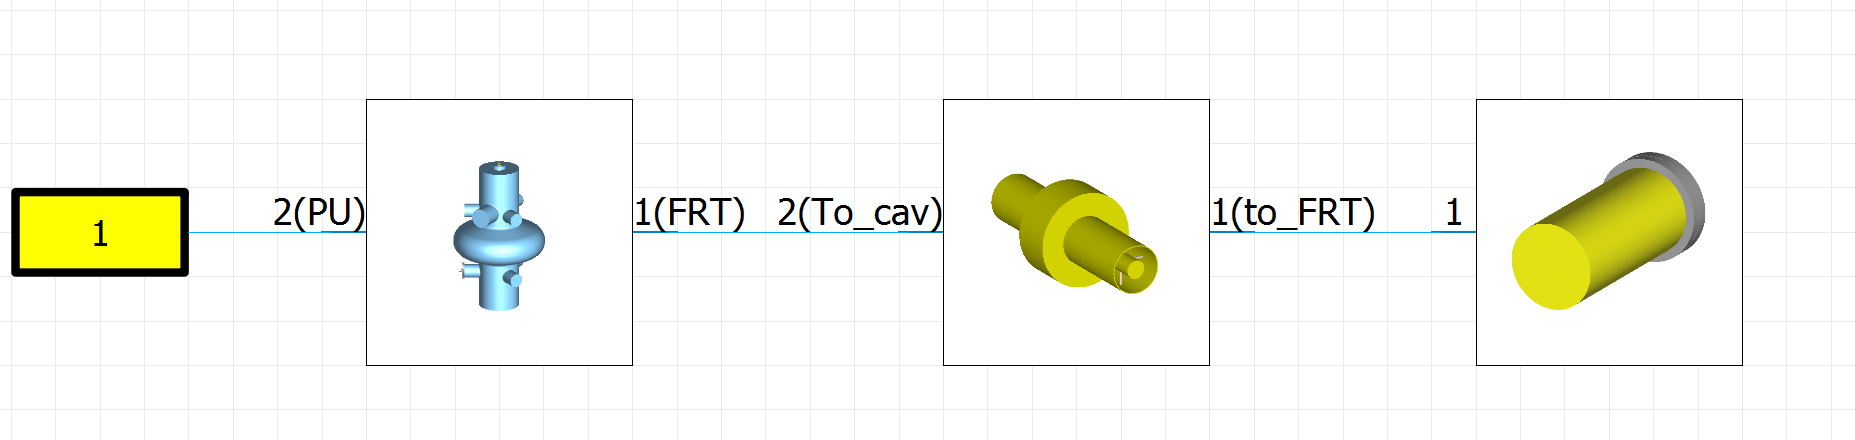 1
2(PU)
1(FRT)
2(To_cav)
1(to_FRT)
1